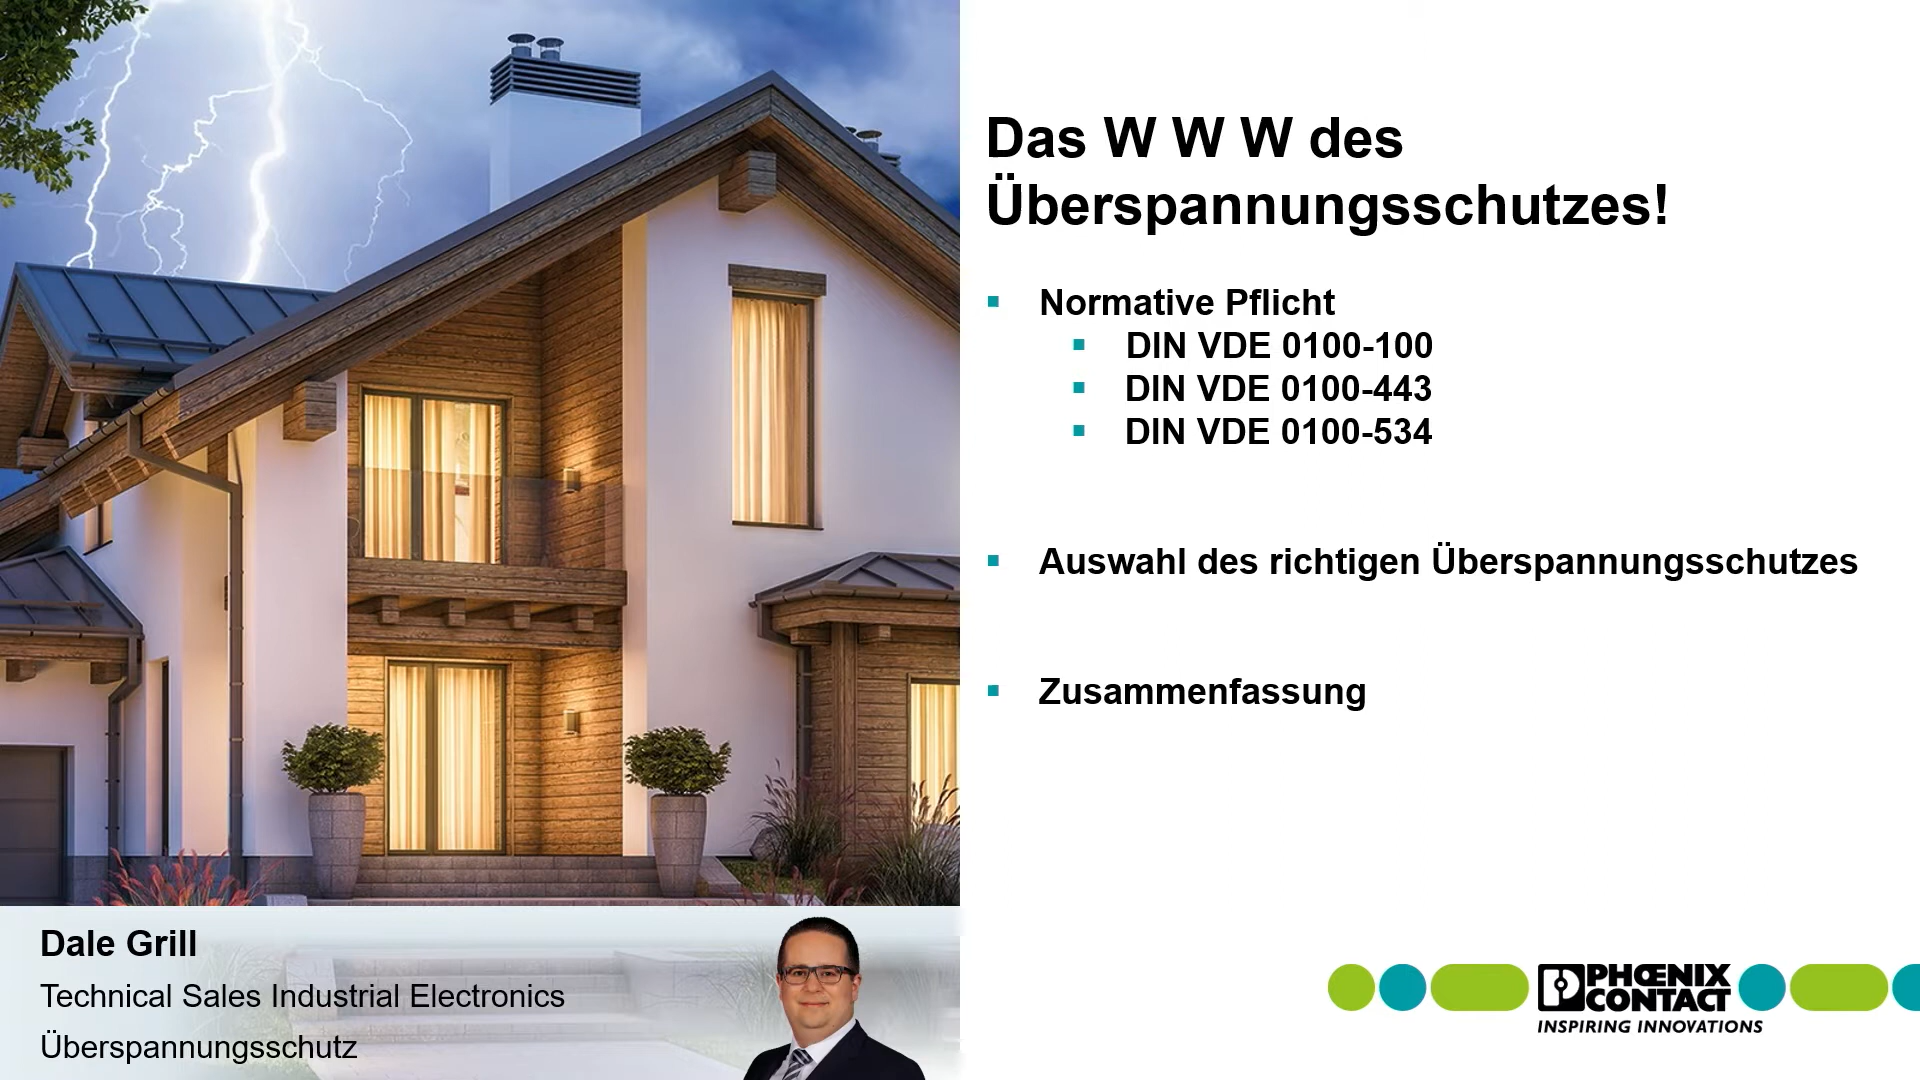 Das W W W des
Überspannungsschutzes!
Normative Pflicht
DIN VDE 0100-100
DIN VDE 0100-443
DIN VDE 0100-534
Auswahl des richtigen Überspannungsschutzes
Zusammenfassung
Dale Grill
Technical Sales Industrial Electronics
Überspannungsschutz
PHŒNIX
CONTACT
INSPIRING INNOVATIONS